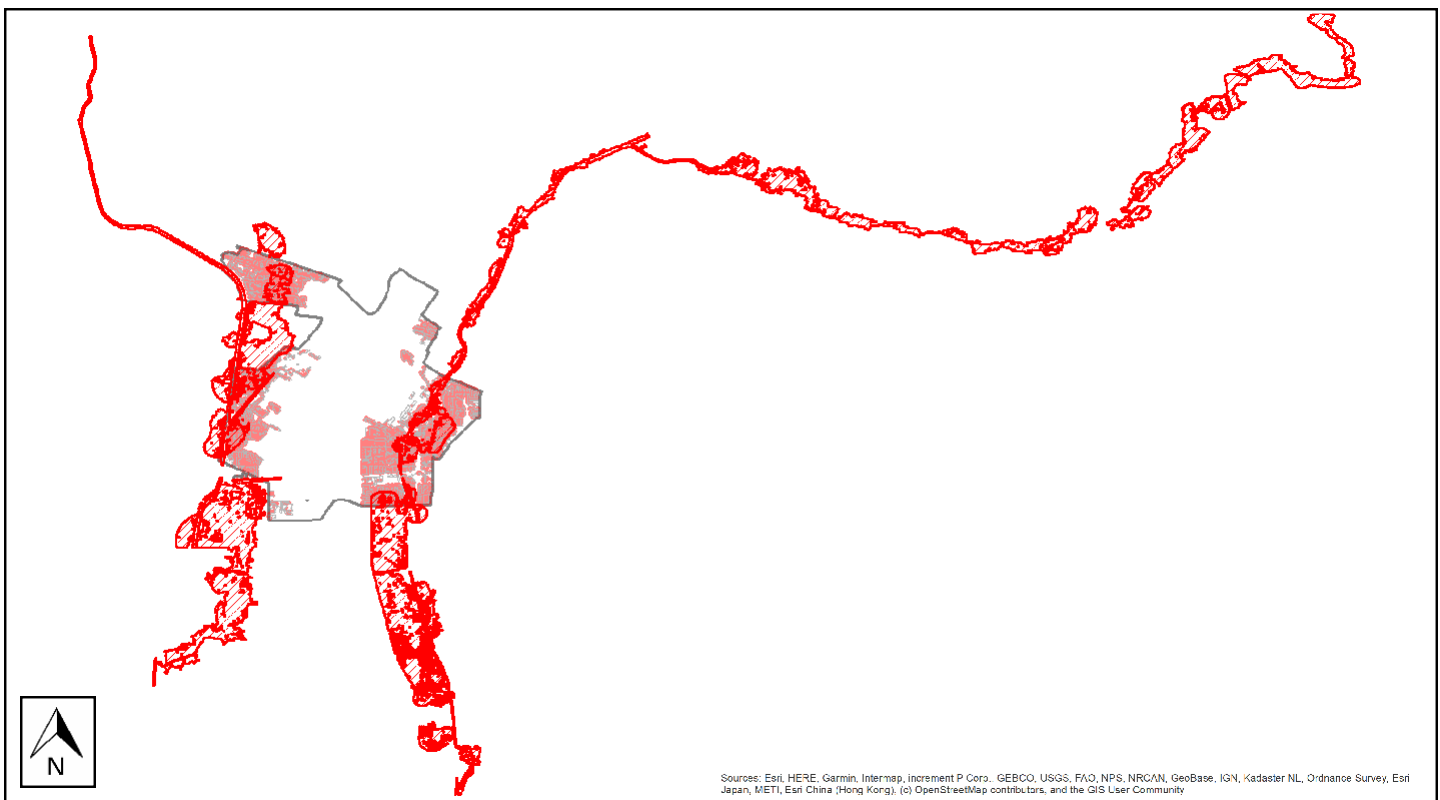 N
Sources: Esri, HERE, Garmin, Intermap, increment P Corp., GEBCO, USGS, FAO, NPS, NRCAN, GeoBase, IGN, Kadaster NL, Ordnance Survey, Esri
Japan, METI, Esri China (Hong Kong), (c) OpenStreetMap contributors, and the GIS User Community